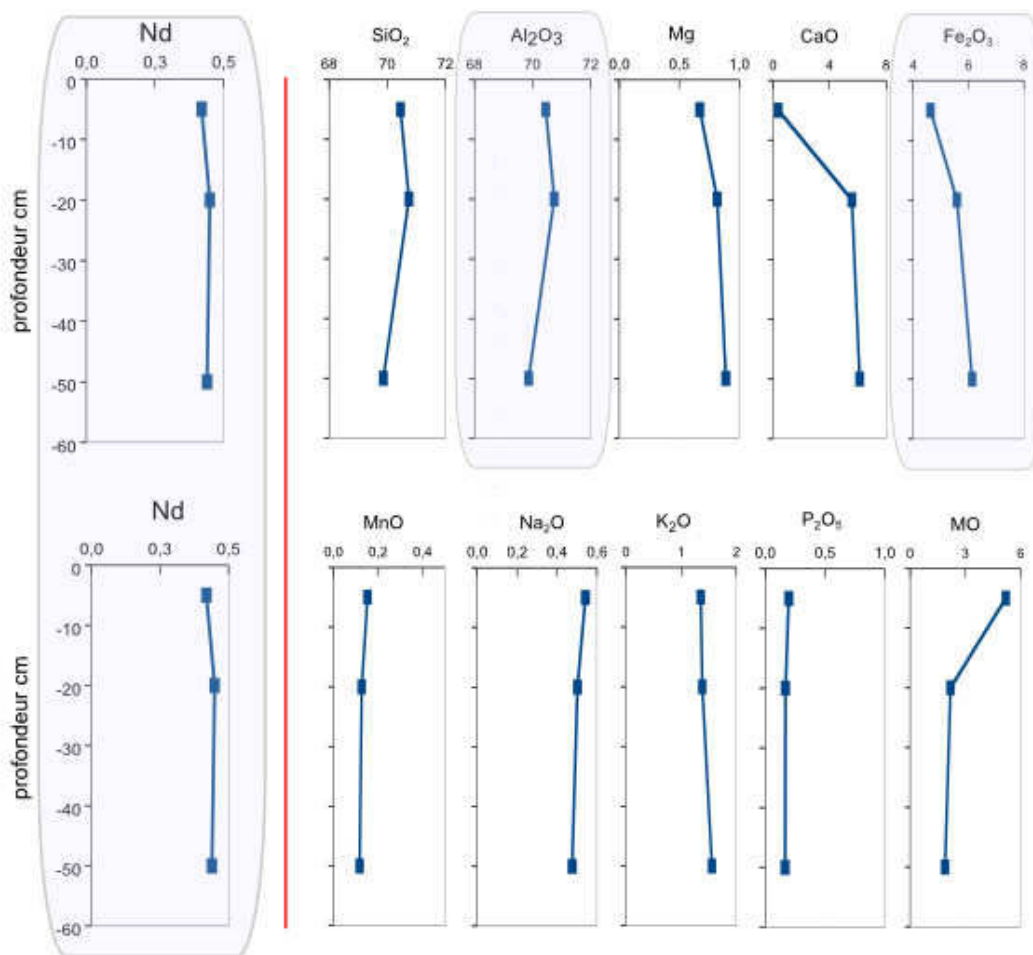 Nd
0,0 0,3 0,5
0
-10
-20
-30
-40
-50
-60
profondeur cm
SiO₂
68 70 72
Al₂O₃
68 70 72
Mg
0,0 0,5 1,0
CaO
0 4 8
Fe₂O₃
4 6 8
Nd
0,0 0,3 0,5
0
-10
-20
-30
-40
-50
-60
profondeur cm
MnO
0,0 0,2 0,4
Na₂O
0,0 0,2 0,4 0,6
K₂O
0 1 2
P₂O₅
0,0 0,5 1,0
MO
0 3 6